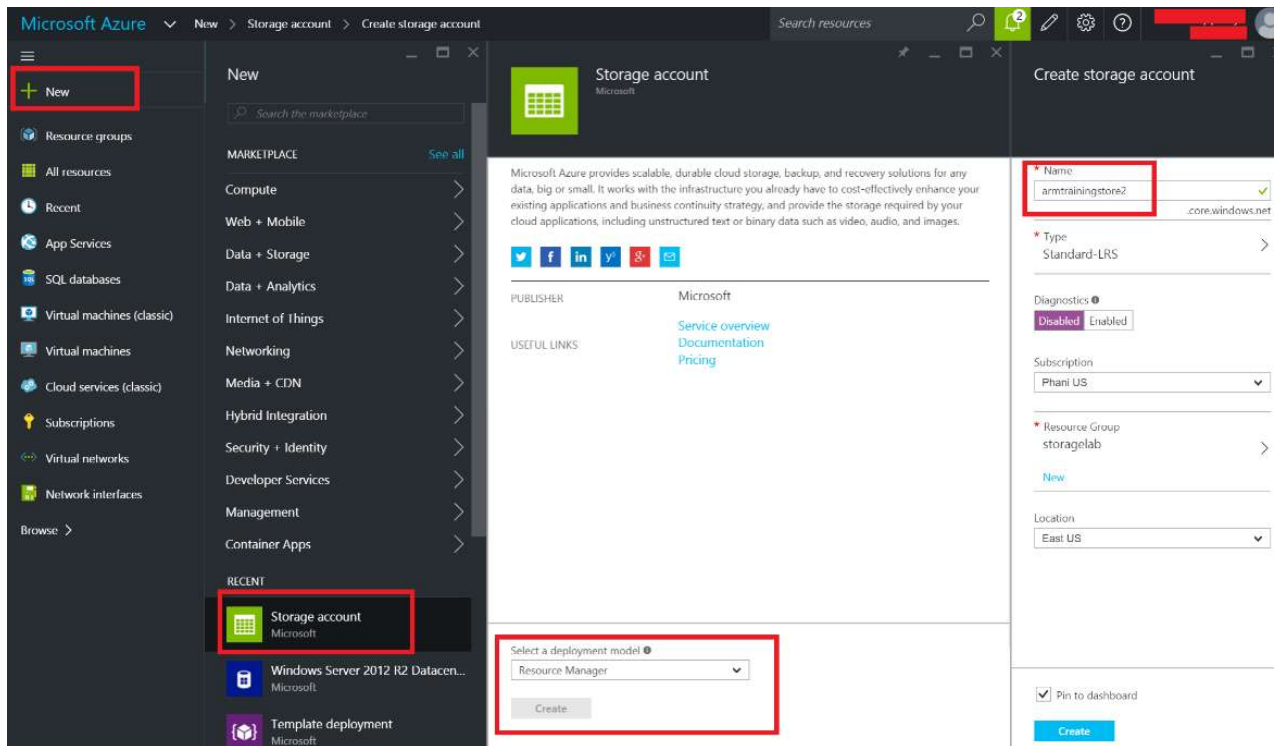 Microsoft Azure
New > Storage account > Create storage account
Search resources
2
New
Resource groups
All resources
Recent
App Services
SQL databases
Virtual machines (classic)
Virtual machines
Cloud services (classic)
Subscriptions
Virtual networks
Network interfaces
Browse >
New
Search the marketplace
MARKETPLACE
See all
Compute
Web + Mobile
Data + Storage
Data + Analytics
Internet of Things
Networking
Media + CDN
Hybrid Integration
Security + Identity
Developer Services
Management
Container Apps
RECENT
Storage account
Microsoft
Windows Server 2012 R2 Datacen...
Microsoft
Template deployment
Microsoft
Storage account
Microsoft
Microsoft Azure provides scalable, durable cloud storage, backup, and recovery solutions for any
data, big or small. It works with the infrastructure you already have to cost-effectively enhance your
existing applications and business continuity strategy, and provide the storage required by your
cloud applications, including unstructured text or binary data such as video, audio, and images.
PUBLISHER
Microsoft
USEFUL LINKS
Service overview
Documentation
Pricing
Select a deployment model
Resource Manager
Create
Create storage account
* Name
armtrainingstore2
.core.windows.net
* Type
Standard-LRS
Diagnostics
Disabled Enabled
Subscription
Phani US
* Resource Group
storagelab
New
Location
East US
Pin to dashboard
Create